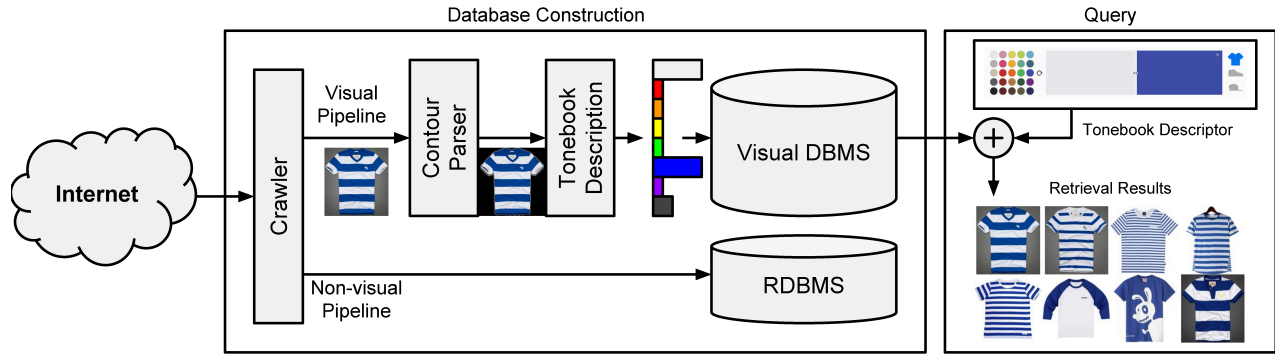 Database Construction
Query
Internet
Crawler
Visual
Pipeline
Contour
Parser
Tonebook
Description
Visual DBMS
Non-visual
Pipeline
RDBMS
+
Tonebook Descriptor
Retrieval Results